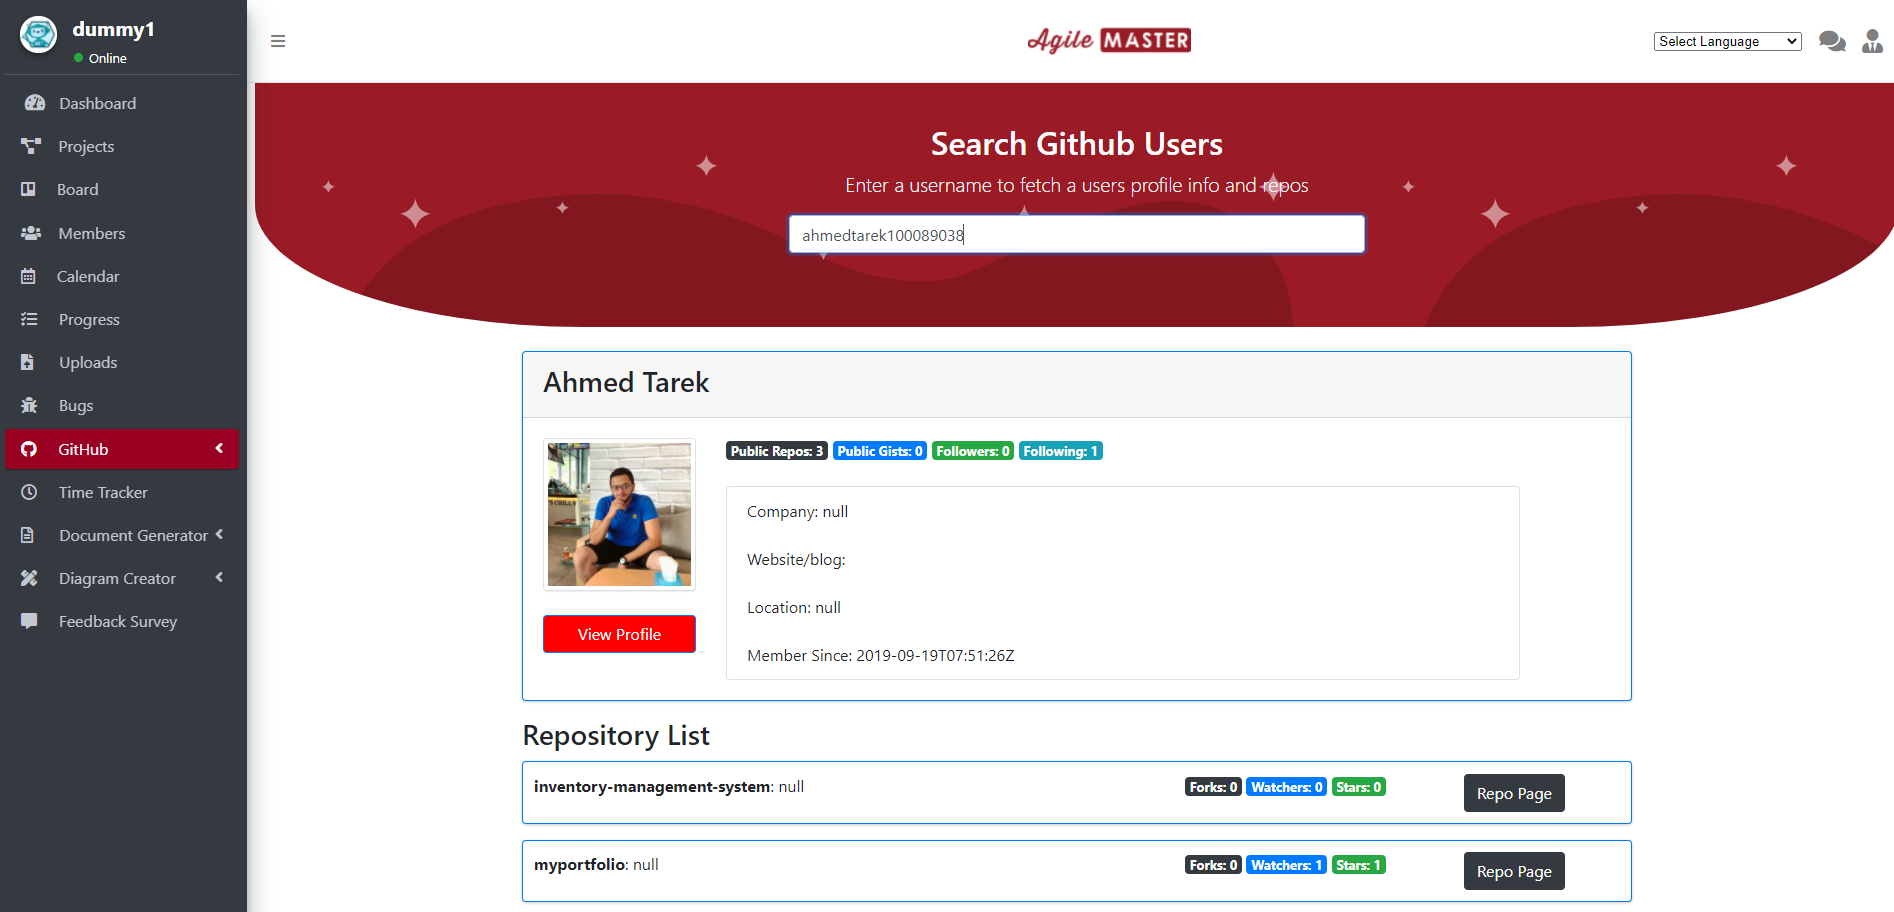 dummy1
Online
Dashboard
Projects
Board
Members
Calendar
Progress
Uploads
Bugs
GitHub
Time Tracker
Document Generator
Diagram Creator
Feedback Survey
Agile MASTER
Select Language
Search Github Users
Enter a username to fetch a users profile info and repos
ahmedtarek100089038
Ahmed Tarek
Public Repos: 3 Public Gists: 0 Followers: 0 Following: 1
Company: null
Website/blog:
Location: null
Member Since: 2019-09-19T07:51:26Z
View Profile
Repository List
inventory-management-system: null Forks: 0 Watchers: 0 Stars: 0 Repo Page
myportfolio: null Forks: 0 Watchers: 1 Stars: 1 Repo Page